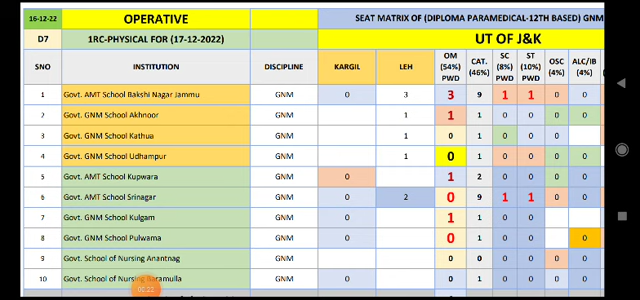 16-12-22 OPERATIVE SEAT MATRIX OF (DIPLOMA PARAMEDICAL-12TH BASED) GNM
D7 1RC-PHYSICAL FOR (17-12-2022) UT OF J&K
SNO INSTITUTION DISCIPLINE KARGIL LEH OM (54%) PWD CAT. (46%) SC (8%) PWD ST (10%) PWD OSC (4%) ALC/IB (4%)
1 Govt. AMT School Bakshi Nagar Jammu GNM 0 3 3 9 1 1 0 0
2 Govt. GNM School Akhnoor GNM 1 1 1 0 0 0 0
3 Govt. GNM School Kathua GNM 1 0 1 0 0 0 0
4 Govt. GNM School Udhampur GNM 1 0 1 0 0 0 0
5 Govt. AMT School Kupwara GNM 0 1 2 0 0 0 0
6 Govt. AMT School Srinagar GNM 0 2 0 9 1 1 0 0
7 Govt. GNM School Kulgam GNM 0 1 1 0 0 0 0
8 Govt. GNM School Pulwama GNM 0 0 1 0 0 0 0
9 Govt. School of Nursing Anantnag GNM 0 0 0 0 0 0
10 Govt. School of Nursing Baramulla GNM 0 0 1 0 0 0 0